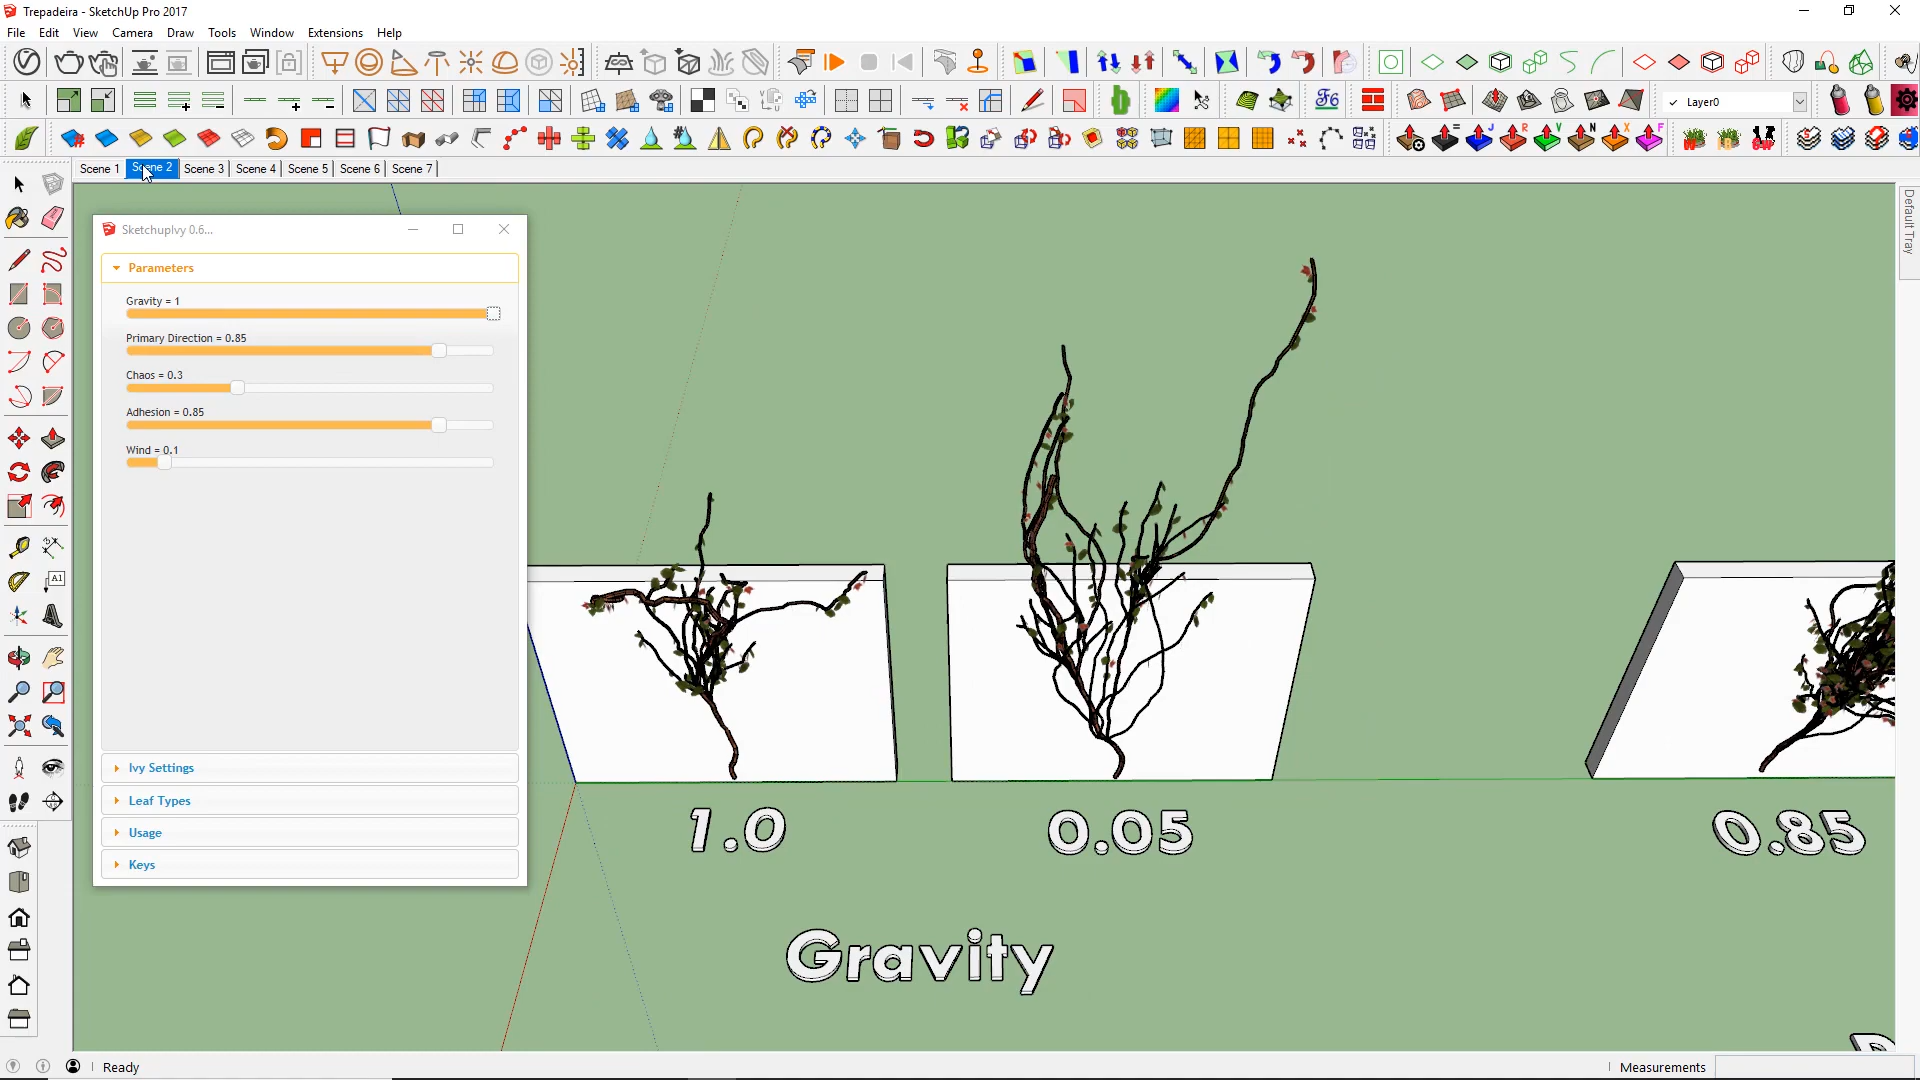 Trepadeira - SketchUp Pro 2017
File Edit View Camera Draw Tools Window Extensions Help
Layer0
Scene 1 Scene 2 Scene 3 Scene 4 Scene 5 Scene 6 Scene 7
Default Tray
SketchupIvy 0.6...
Parameters
Gravity = 1
Primary Direction = 0.85
Chaos = 0.3
Adhesion = 0.85
Wind = 0.1
Ivy Settings
Leaf Types
Usage
Keys
1.0 0.05 0.85
Gravity
Ready
Measurements